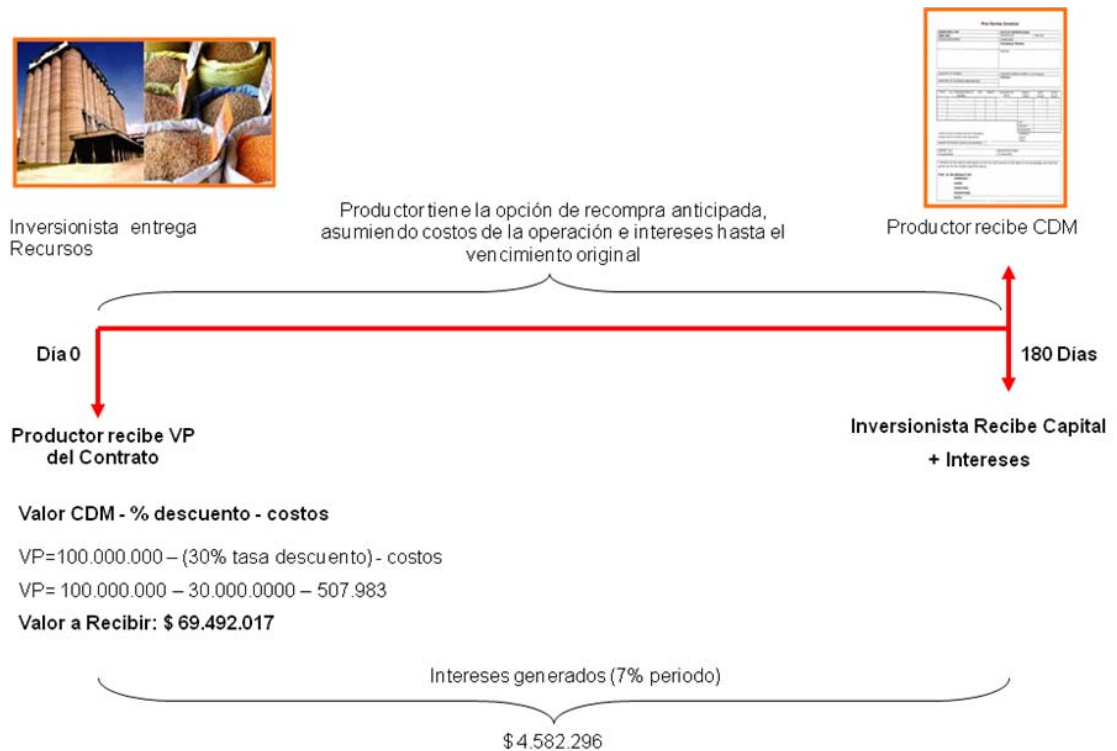 Pro forma Invoice
Inversionista entrega
Recursos
Productor tiene la opción de recompra anticipada,
asumiendo costos de la operación e intereses hasta el
vencimiento original
Productor recibe CDM
Día 0
180 Días
Productor recibe VP
del Contrato
Inversionista Recibe Capital
+ Intereses
Valor CDM - % descuento - costos
VP=100.000.000 – (30% tasa descuento) - costos
VP= 100.000.000 – 30.000.0000 – 507.983
Valor a Recibir: $ 69.492.017
Intereses generados (7% periodo)
$ 4.582.296